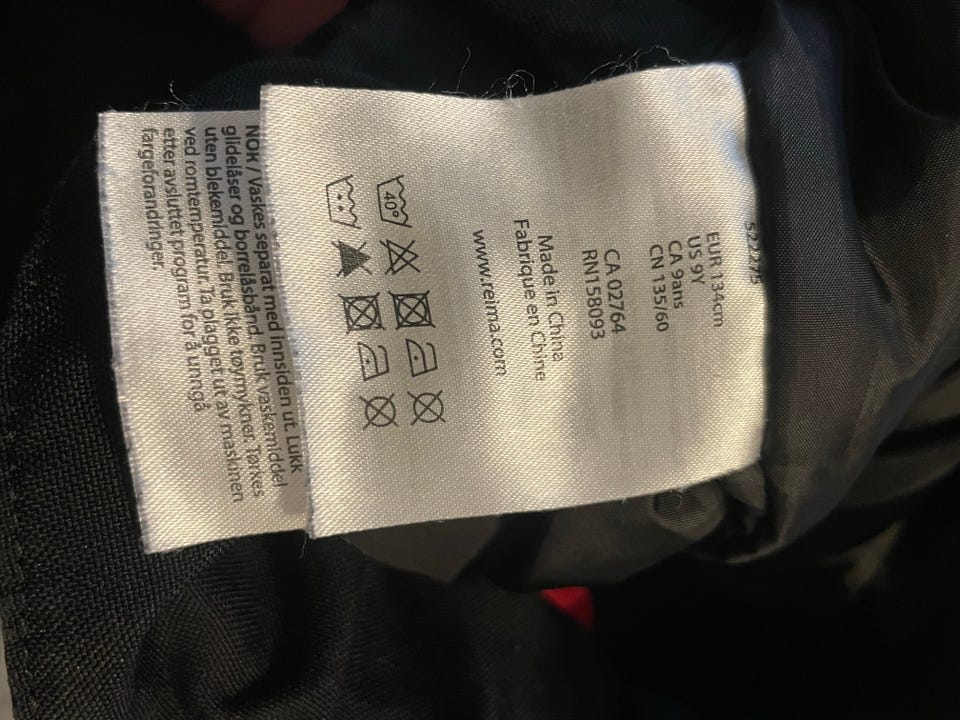 522275
EUR 134cm
US 9Y
CA 9ans
CN 135/60
CA 02764
RN158093
Made in China
Fabriqué en Chine
www.reima.com
40°
NOR / Vaskes separat med innsiden ut. Lukk
glidelåser og borrelåsbånd. Bruk vaskemiddel
uten blekemiddel. Bruk ikke tøymykner. Tørkes
ved romtemperatur. Ta plagget ut av maskinen
etter avsluttet program for å unngå
fargeforandringer.